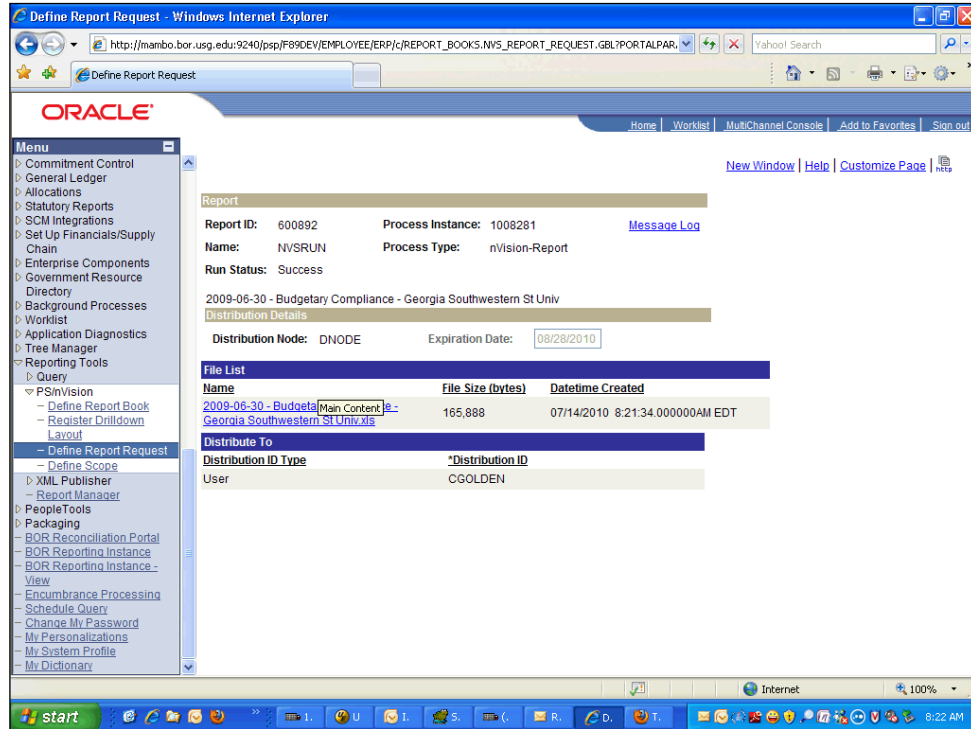 Define Report Request - Windows Internet Explorer
http://mambo.bor.usg.edu:9240/psp/F89DEV/EMPLOYEE/ERP/c/REPORT_BOOKS.NVS_REPORT_REQUEST.GBL?PORTALPAR.
Yahoo! Search
Define Report Request
ORACLE
Home | Worklist | MultiChannel Console | Add to Favorites | Sign out
Menu
Commitment Control
General Ledger
Allocations
Statutory Reports
SCM Integrations
Set Up Financials/Supply
Chain
Enterprise Components
Government Resource
Directory
Background Processes
Worklist
Application Diagnostics
Tree Manager
Reporting Tools
Query
PS/nVision
Define Report Book
Register Drilldown
Layout
Define Report Request
Define Scope
XML Publisher
Report Manager
PeopleTools
Packaging
BOR Reconciliation Portal
BOR Reporting Instance
BOR Reporting Instance -
View
Encumbrance Processing
Schedule Query
Change My Password
My Personalizations
My System Profile
My Dictionary
New Window | Help | Customize Page | http
Report
Report ID: 600892 Process Instance: 1008281 Message Log
Name: NVSRUN Process Type: nVision-Report
Run Status: Success
2009-06-30 - Budgetary Compliance - Georgia Southwestern St Univ
Distribution Details
Distribution Node: DNODE Expiration Date: 08/28/2010
File List
Name File Size (bytes) Datetime Created
2009-06-30 - Budgeta Main Content e -
Georgia Southwestern St Univ.xls 165,888 07/14/2010 8:21:34.000000AM EDT
Distribute To
Distribution ID Type *Distribution ID
User CGOLDEN
Internet 100%
start 1. U I. S. (. R. D. T. 8:22 AM